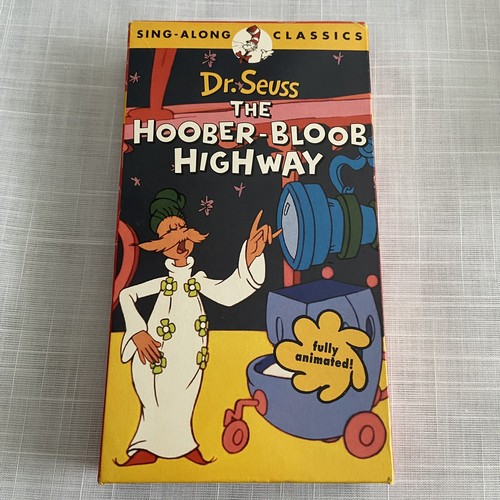 SING-ALONG CLASSICS
Dr. Seuss
THE
HOOBER-BLOOB
HIGHWAY
fully
animated!